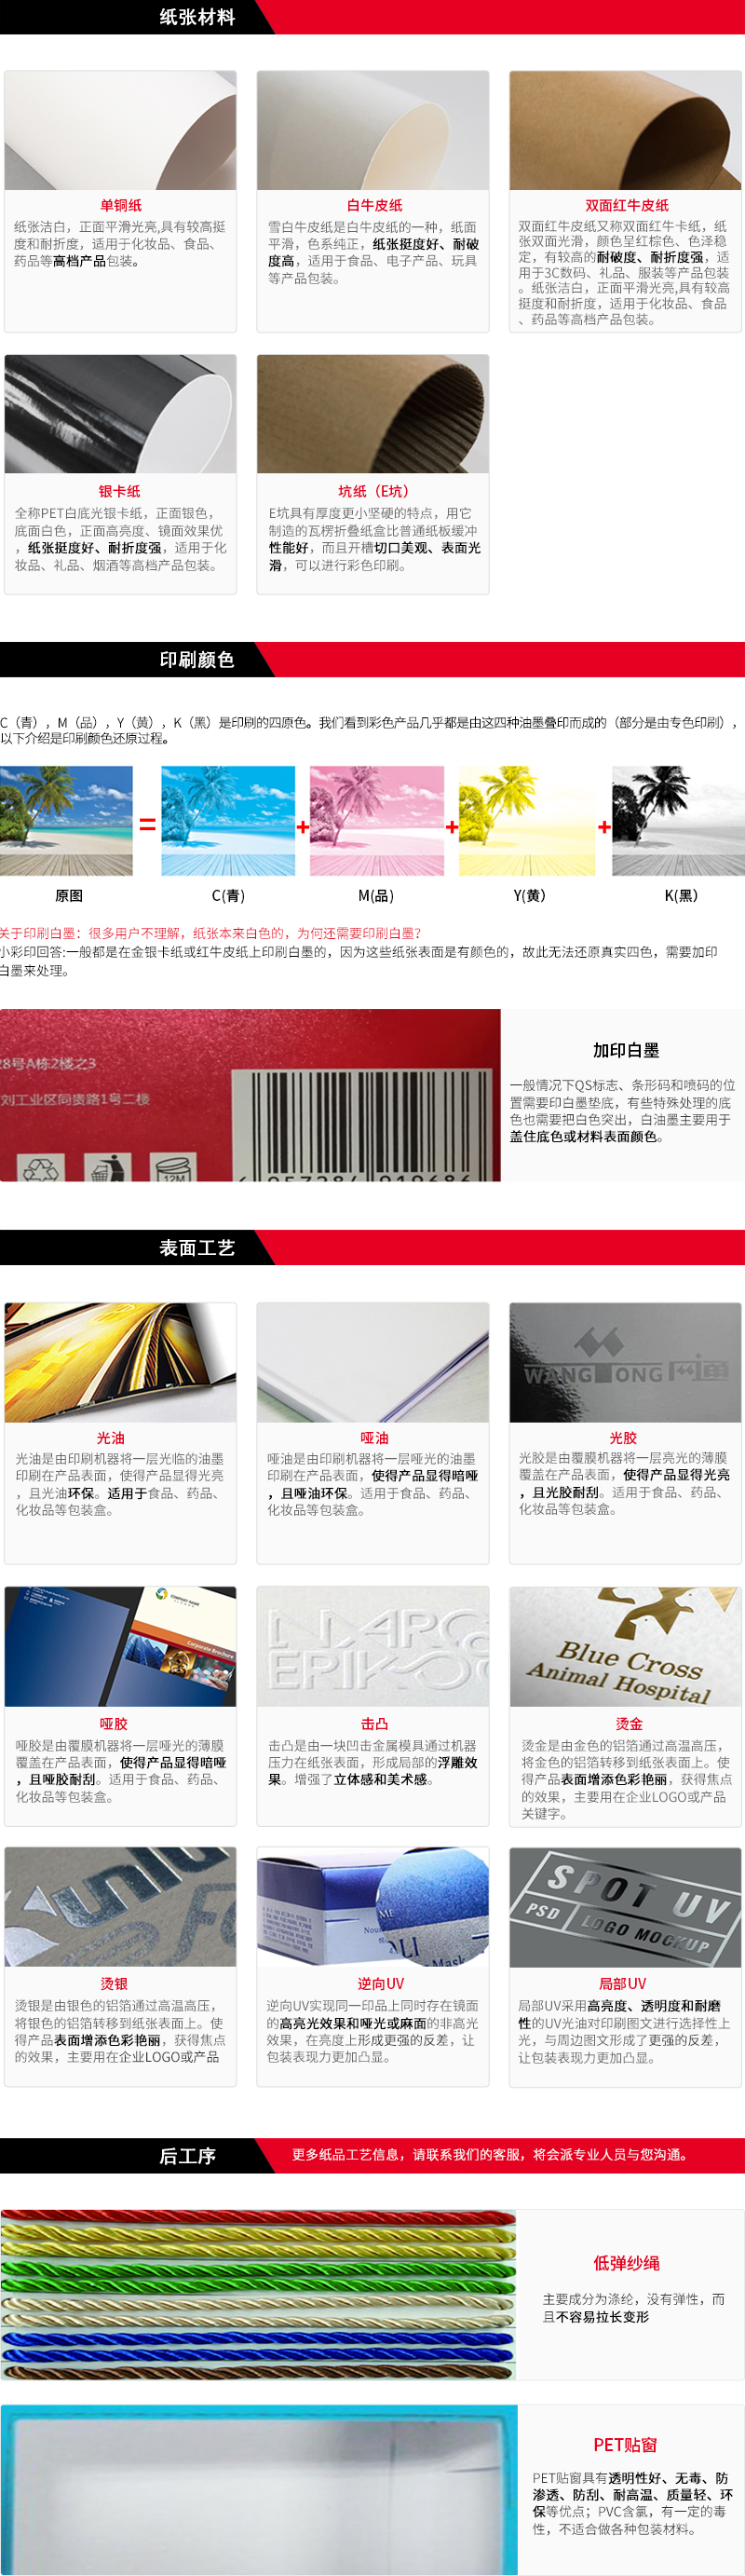 纸张材料
单铜纸
纸张洁白，正面平滑光亮,具有较高挺
度和耐折度，适用于化妆品、食品、
药品等高档产品包装。
白牛皮纸
雪白牛皮纸是白牛皮纸的一种，纸面
平滑，色系纯正，纸张挺度好、耐破
度高，适用于食品、电子产品、玩具
等产品包装。
双面红牛皮纸
双面红牛皮纸又称双面红牛卡纸，纸
张双面光滑，颜色呈红棕色、色泽稳
定，有较高的耐破度、耐折度强，适
用于3C数码、礼品、服装等产品包装
。纸张洁白，正面平滑光亮,具有较高
挺度和耐折度，适用于化妆品、食品
、药品等高档产品包装。
银卡纸
全称PET白底光银卡纸，正面银色，
底面白色，正面高亮度、镜面效果优
，纸张挺度好、耐折度强，适用于化
妆品、礼品、烟酒等高档产品包装。
坑纸（E坑）
E坑具有厚度更小坚硬的特点，用它
制造的瓦楞折叠纸盒比普通纸板缓冲
性能好，而且开槽切口美观、表面光
滑，可以进行彩色印刷。
印刷颜色
C（青），M（品），Y（黄），K（黑）是印刷的四原色。我们看到彩色产品几乎都是由这四种油墨叠印而成的（部分是由专色印刷），
以下介绍是印刷颜色还原过程。
= + + +
原图 C(青) M(品) Y(黄） K(黑）
关于印刷白墨：很多用户不理解，纸张本来白色的，为何还需要印刷白墨？
小彩印回答:一般都是在金银卡纸或红牛皮纸上印刷白墨的，因为这些纸张表面是有颜色的，故此无法还原真实四色，需要加印
白墨来处理。
28号A栋2楼之3
刘工业区同贵路1号二楼
12M
加印白墨
一般情况下QS标志、条形码和喷码的位
置需要印白墨垫底，有些特殊处理的底
色也需要把白色突出，白油墨主要用于
盖住底色或材料表面颜色。
表面工艺
光油
光油是由印刷机器将一层光临的油墨
印刷在产品表面，使得产品显得光亮
，且光油环保。适用于食品、药品、
化妆品等包装盒。
哑油
哑油是由印刷机器将一层哑光的油墨
印刷在产品表面，使得产品显得暗哑
，且哑油环保。适用于食品、药品、
化妆品等包装盒。
网通
光胶
光胶是由覆膜机器将一层亮光的薄膜
覆盖在产品表面，使得产品显得光亮
，且光胶耐刮。适用于食品、药品、
化妆品等包装盒。
COMPANY NAME
Corporate Brochure
哑胶
哑胶是由覆膜机器将一层哑光的薄膜
覆盖在产品表面，使得产品显得暗哑
，且哑胶耐刮。适用于食品、药品、
化妆品等包装盒。
击凸
击凸是由一块凹击金属模具通过机器
压力在纸张表面，形成局部的浮雕效
果。增强了立体感和美术感。
Blue Cross
Animal Hospital
烫金
烫金是由金色的铝箔通过高温高压，
将金色的铝箔转移到纸张表面上。使
得产品表面增添色彩艳丽，获得焦点
的效果，主要用在企业LOGO或产品
关键字。
烫银
烫银是由银色的铝箔通过高温高压，
将银色的铝箔转移到纸张表面上。使
得产品表面增添色彩艳丽，获得焦点
的效果，主要用在企业LOGO或产品
逆向UV
逆向UV实现同一印品上同时存在镜面
的高亮光效果和哑光或麻面的非高光
效果，在亮度上形成更强的反差，让
包装表现力更加凸显。
SPOT UV
PSD LOGO MOCKUP
局部UV
局部UV采用高亮度、透明度和耐磨
性的UV光油对印刷图文进行选择性上
光，与周边图文形成了更强的反差，
让包装表现力更加凸显。
后工序
更多纸品工艺信息，请联系我们的客服，将会派专业人员与您沟通。
低弹纱绳
主要成分为涤纶，没有弹性，而
且不容易拉长变形
PET贴窗
PET贴窗具有透明性好、无毒、防
渗透、防刮、耐高温、质量轻、环
保等优点；PVC含氯，有一定的毒
性，不适合做各种包装材料。